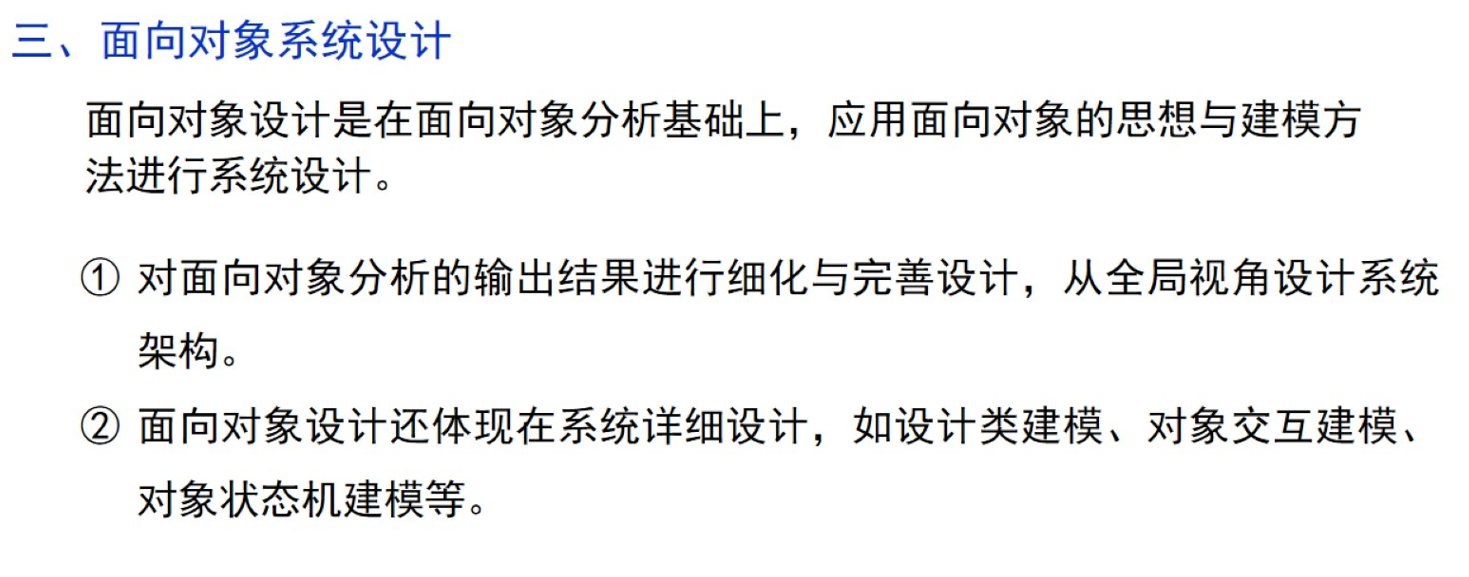 三、面向对象系统设计
面向对象设计是在面向对象分析基础上，应用面向对象的思想与建模方
法进行系统设计。
① 对面向对象分析的输出结果进行细化与完善设计，从全局视角设计系统
架构。
② 面向对象设计还体现在系统详细设计，如设计类建模、对象交互建模、
对象状态机建模等。